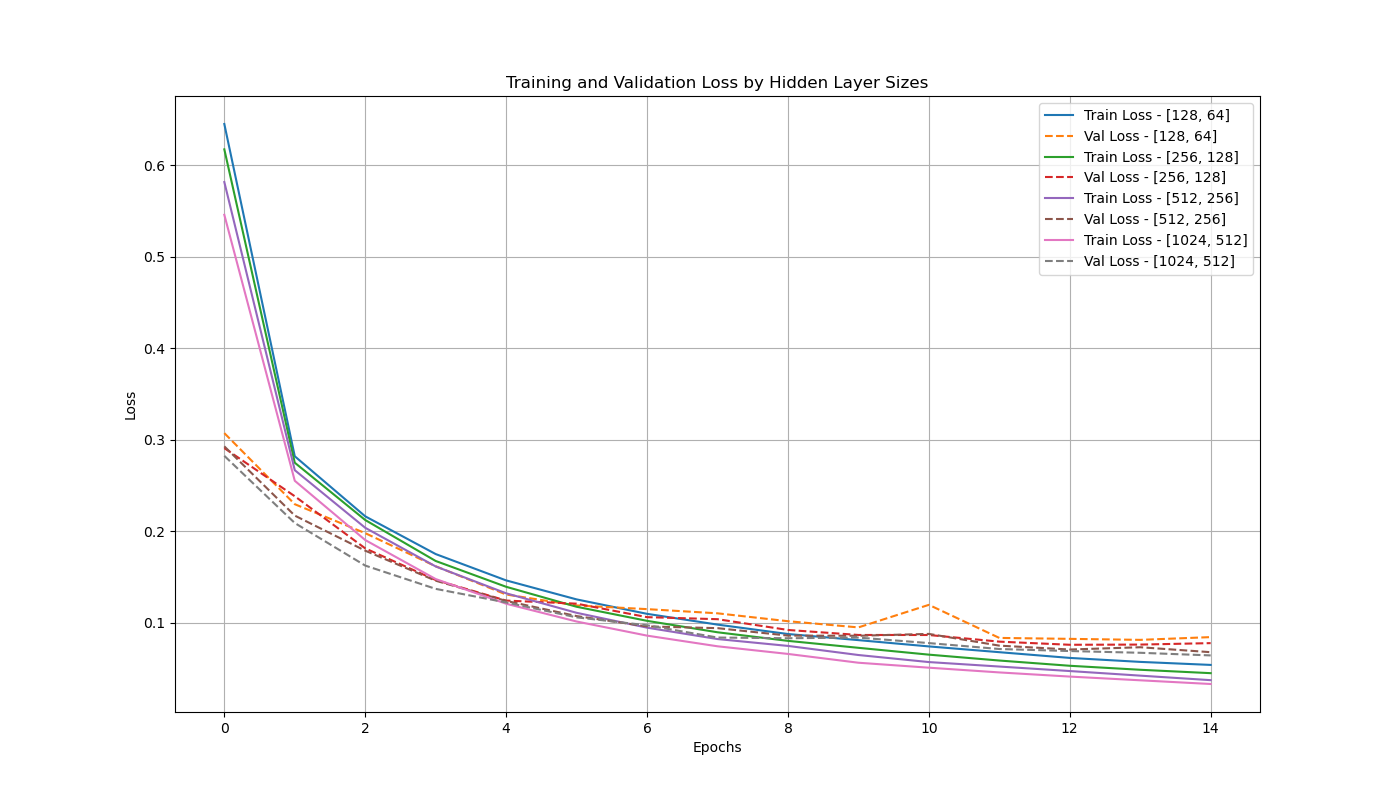 Training and Validation Loss by Hidden Layer Sizes
Train Loss - [128, 64]
Val Loss - [128, 64]
Train Loss - [256, 128]
Val Loss - [256, 128]
Train Loss - [512, 256]
Val Loss - [512, 256]
Train Loss - [1024, 512]
Val Loss - [1024, 512]
Loss
0.6
0.5
0.4
0.3
0.2
0.1
0 2 4 6 8 10 12 14
Epochs